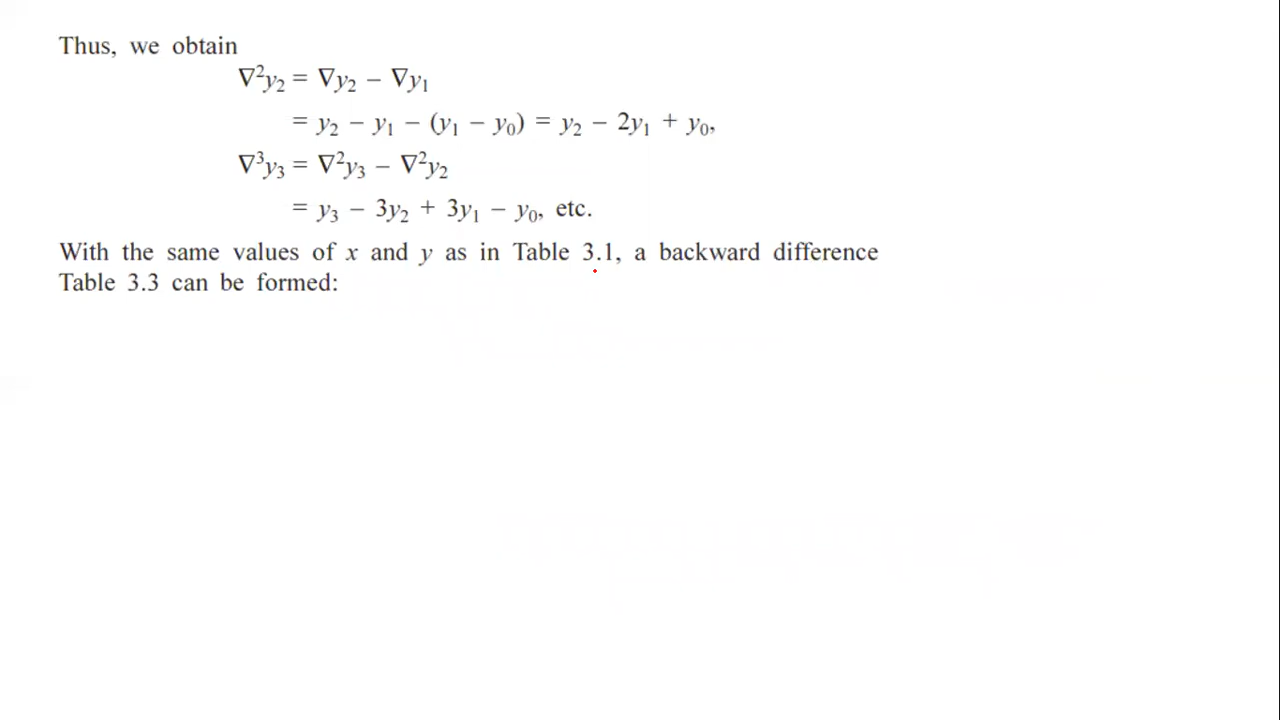 Thus, we obtain
∇²y₂ = ∇y₂ − ∇y₁
= y₂ − y₁ − (y₁ − y₀) = y₂ − 2y₁ + y₀,
∇³y₃ = ∇²y₃ − ∇²y₂
= y₃ − 3y₂ + 3y₁ − y₀, etc.
With the same values of x and y as in Table 3.1, a backward difference
Table 3.3 can be formed: